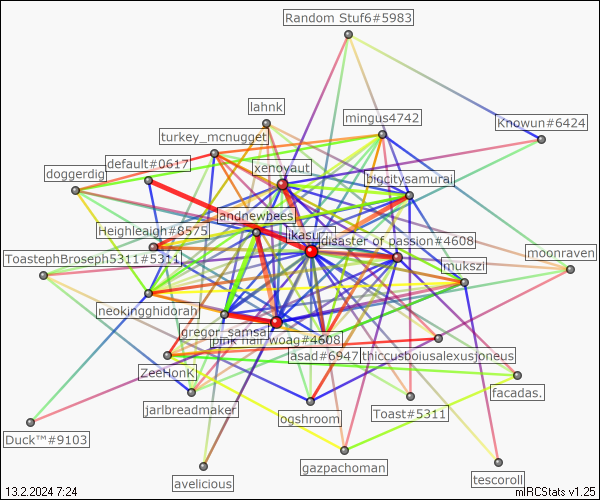 Random Stuf6#5983
lahnk
mingus4742
Knowun#6424
turkey_mcnugget
default#0617
xenoyaut
doggerdig
bigcitysamurai
andnewbees
Heighleaigh#8575
jkasu
disaster of passion#4608
ToastephBroseph5311#5311
moonraven
mukszi
neokingghidorah
gregor_samsa
pink hair woag#4608
asad#6947
thiccusboiusalexusjoneus
ZeeHonK
facadas.
jarlbreadmaker
ogshroom
Toast#5311
Duck™#9103
gazpachoman
avelicious
tescoroll
13.2.2024 7:24
mIRCStats v1.25